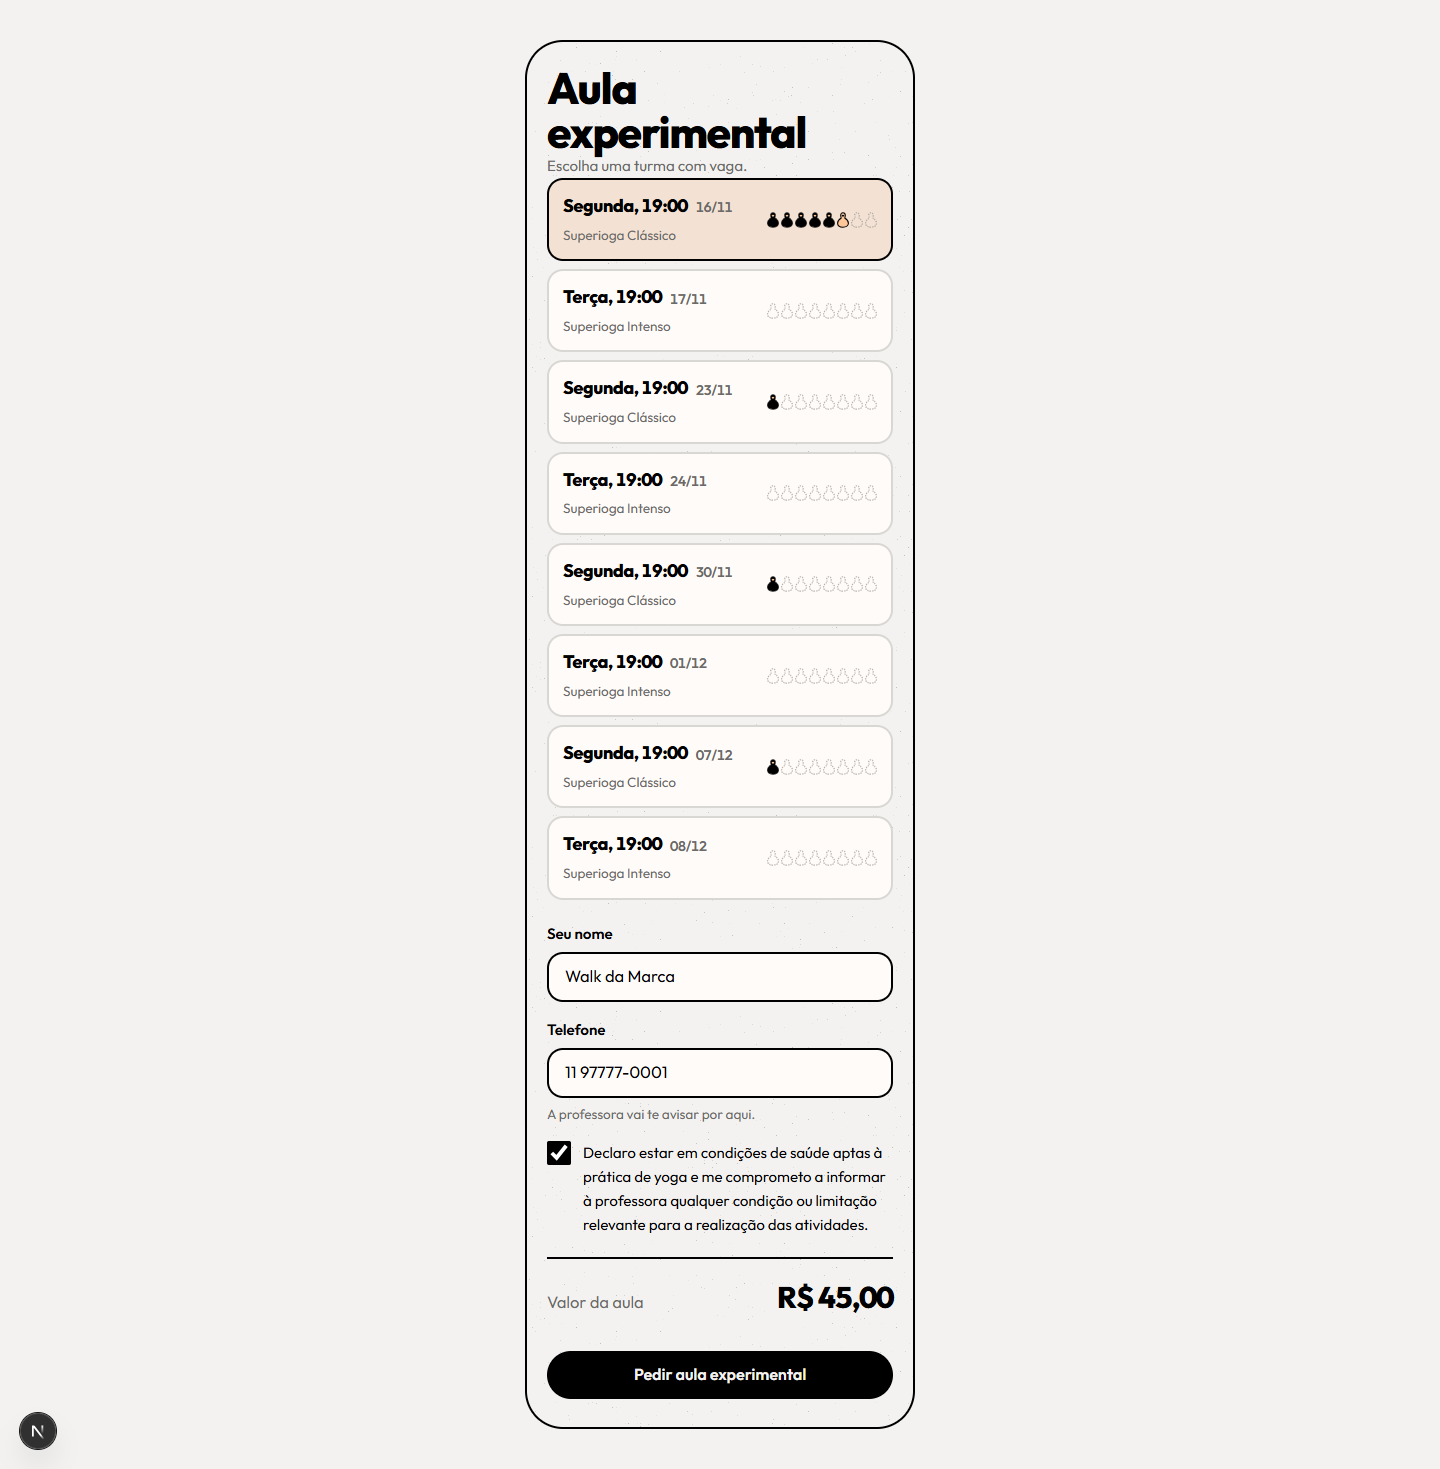 Aula
experimental
Escolha uma turma com vaga.
Segunda, 19:00 16/11
Superioga Clássico
Terça, 19:00 17/11
Superioga Intenso
Segunda, 19:00 23/11
Superioga Clássico
Terça, 19:00 24/11
Superioga Intenso
Segunda, 19:00 30/11
Superioga Clássico
Terça, 19:00 01/12
Superioga Intenso
Segunda, 19:00 07/12
Superioga Clássico
Terça, 19:00 08/12
Superioga Intenso
Seu nome
Walk da Marca
Telefone
11 97777-0001
A professora vai te avisar por aqui.
Declaro estar em condições de saúde aptas à
prática de yoga e me comprometo a informar
à professora qualquer condição ou limitação
relevante para a realização das atividades.
Valor da aula R$ 45,00
Pedir aula experimental
N